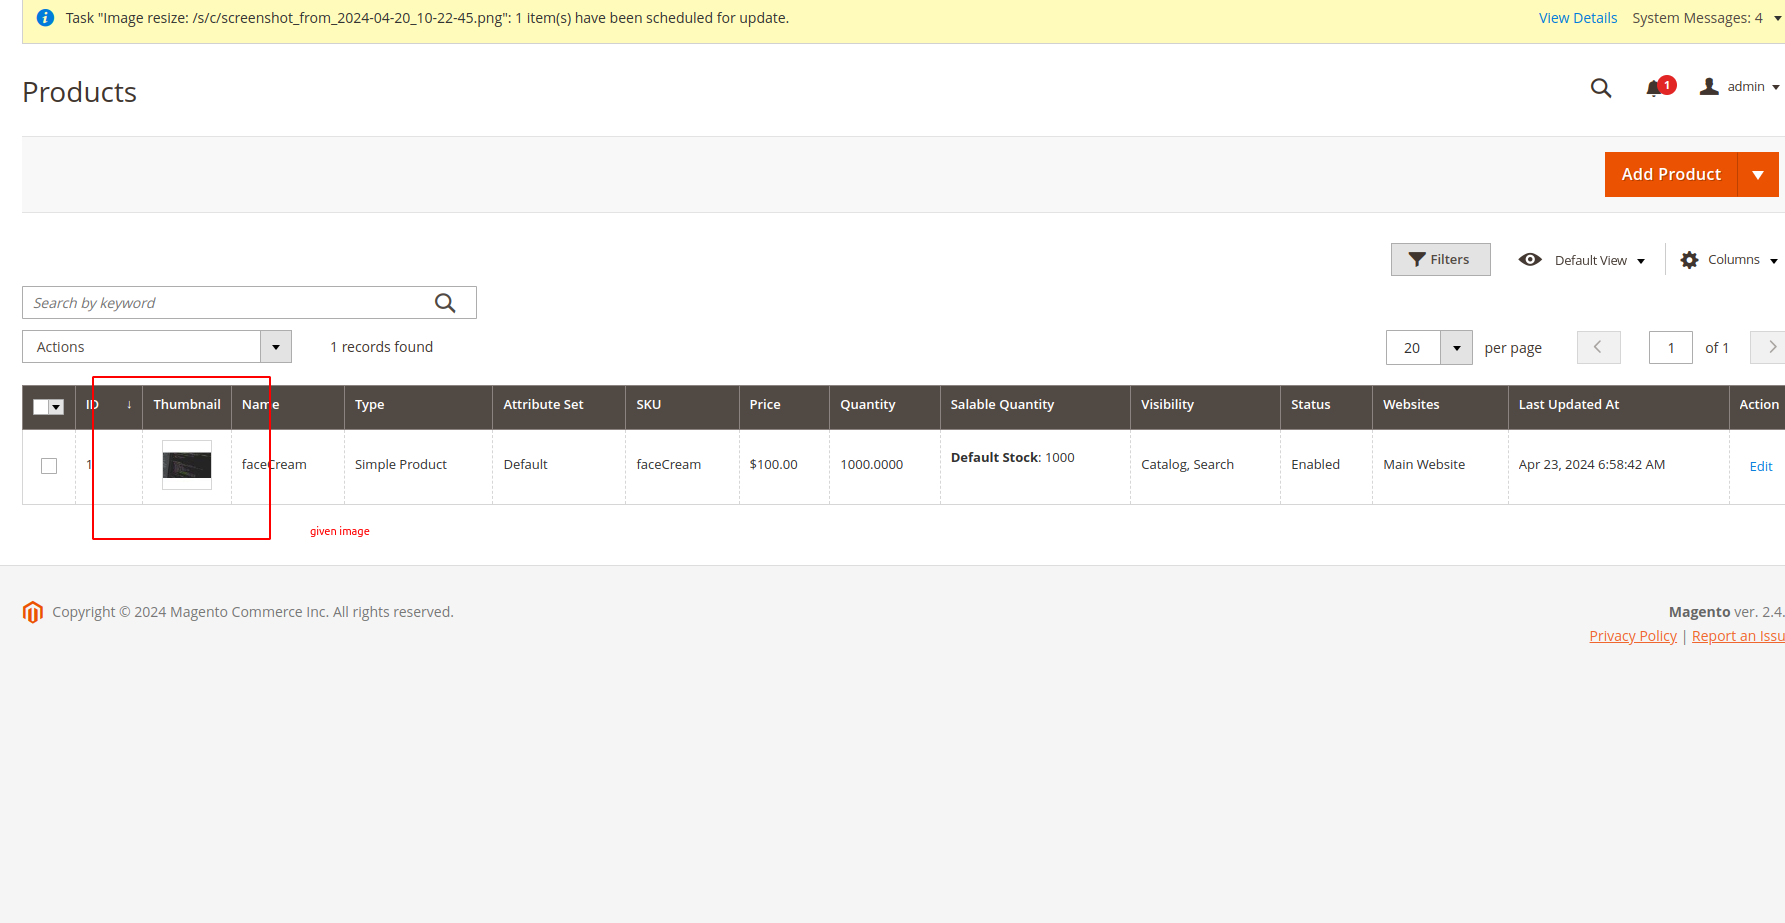 Task "Image resize: /s/c/screenshot_from_2024-04-20_10-22-45.png": 1 item(s) have been scheduled for update. View Details System Messages: 4
Products 1 admin
Add Product
Filters Default View Columns
Search by keyword
Actions 1 records found 20 per page 1 of 1
ID ↓ Thumbnail Name Type Attribute Set SKU Price Quantity Salable Quantity Visibility Status Websites Last Updated At Action
1 faceCream Simple Product Default faceCream $100.00 1000.0000 Default Stock: 1000 Catalog, Search Enabled Main Website Apr 23, 2024 6:58:42 AM Edit
given image
Copyright © 2024 Magento Commerce Inc. All rights reserved. Magento ver. 2.4.
Privacy Policy | Report an Issu